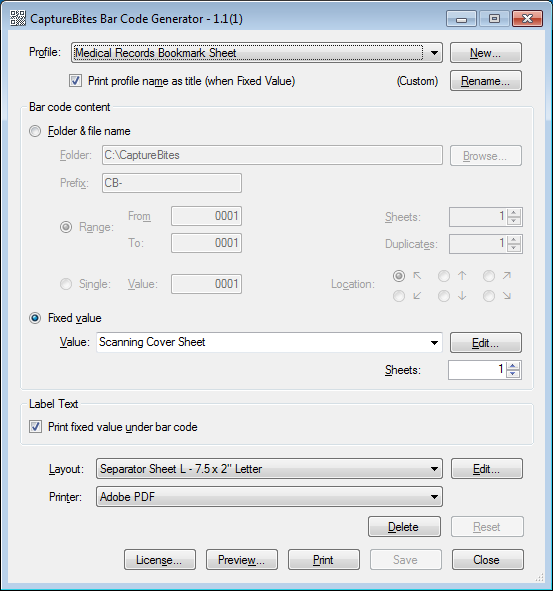 CaptureBites Bar Code Generator - 1.1(1)
Profile: Medical Records Bookmark Sheet New...
Print profile name as title (when Fixed Value) (Custom) Rename...
Bar code content
Folder & file name
Folder: C:\CaptureBites Browse...
Prefix: CB-
From 0001 Sheets: 1
Range:
To: 0001 Duplicates: 1
Single: Value: 0001 Location:
Fixed value
Value: Scanning Cover Sheet Edit...
Sheets: 1
Label Text
Print fixed value under bar code
Layout: Separator Sheet L - 7.5 x 2" Letter Edit...
Printer: Adobe PDF
Delete Reset
License... Preview... Print Save Close